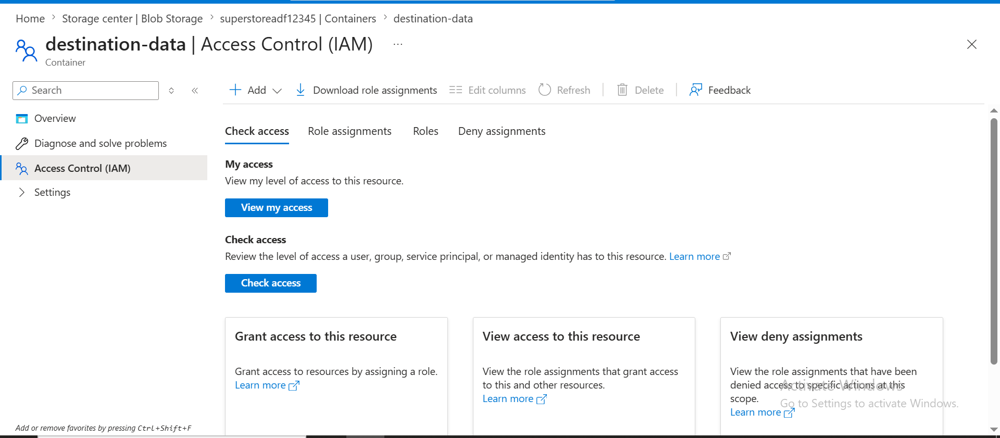 Home > Storage center | Blob Storage > superstoreadf12345 | Containers > destination-data
destination-data | Access Control (IAM) ...
Container
Search
Overview
Diagnose and solve problems
Access Control (IAM)
Settings
Add or remove favorites by pressing Ctrl+Shift+F
Add Download role assignments Edit columns Refresh Delete Feedback
Check access Role assignments Roles Deny assignments
My access
View my level of access to this resource.
View my access
Check access
Review the level of access a user, group, service principal, or managed identity has to this resource. Learn more
Check access
Grant access to this resource
Grant access to resources by assigning a role.
Learn more
View access to this resource
View the role assignments that grant access
to this and other resources.
Learn more
View deny assignments
View the role assignments that have been
denied access to specific actions at this
scope.
Learn more
Activate Windows
Go to Settings to activate Windows.